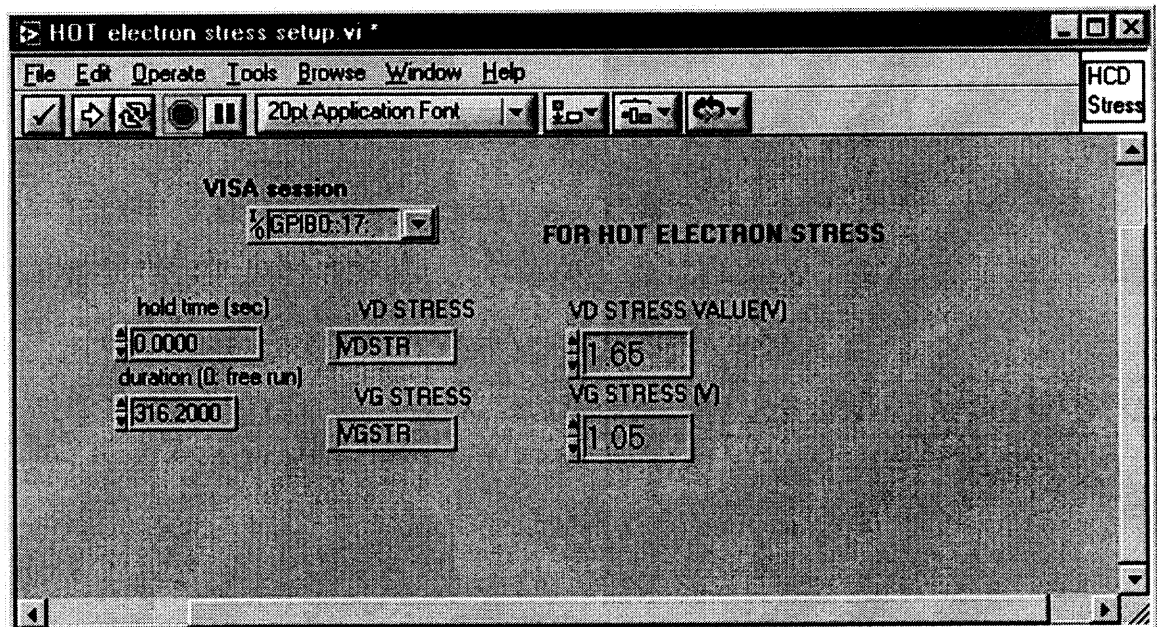 HOT electron stress setup.vi *
File Edit Operate Tools Browse Window Help
HCD
Stress
20pt Application Font
VISA session
GPIB0::17:
FOR HOT ELECTRON STRESS
hold time (sec)
VD STRESS
VD STRESS VALUE(V)
0.0000
VDSTR
1.65
duration (0: free run)
VG STRESS
VG STRESS (V)
316.2000
VGSTR
1.05